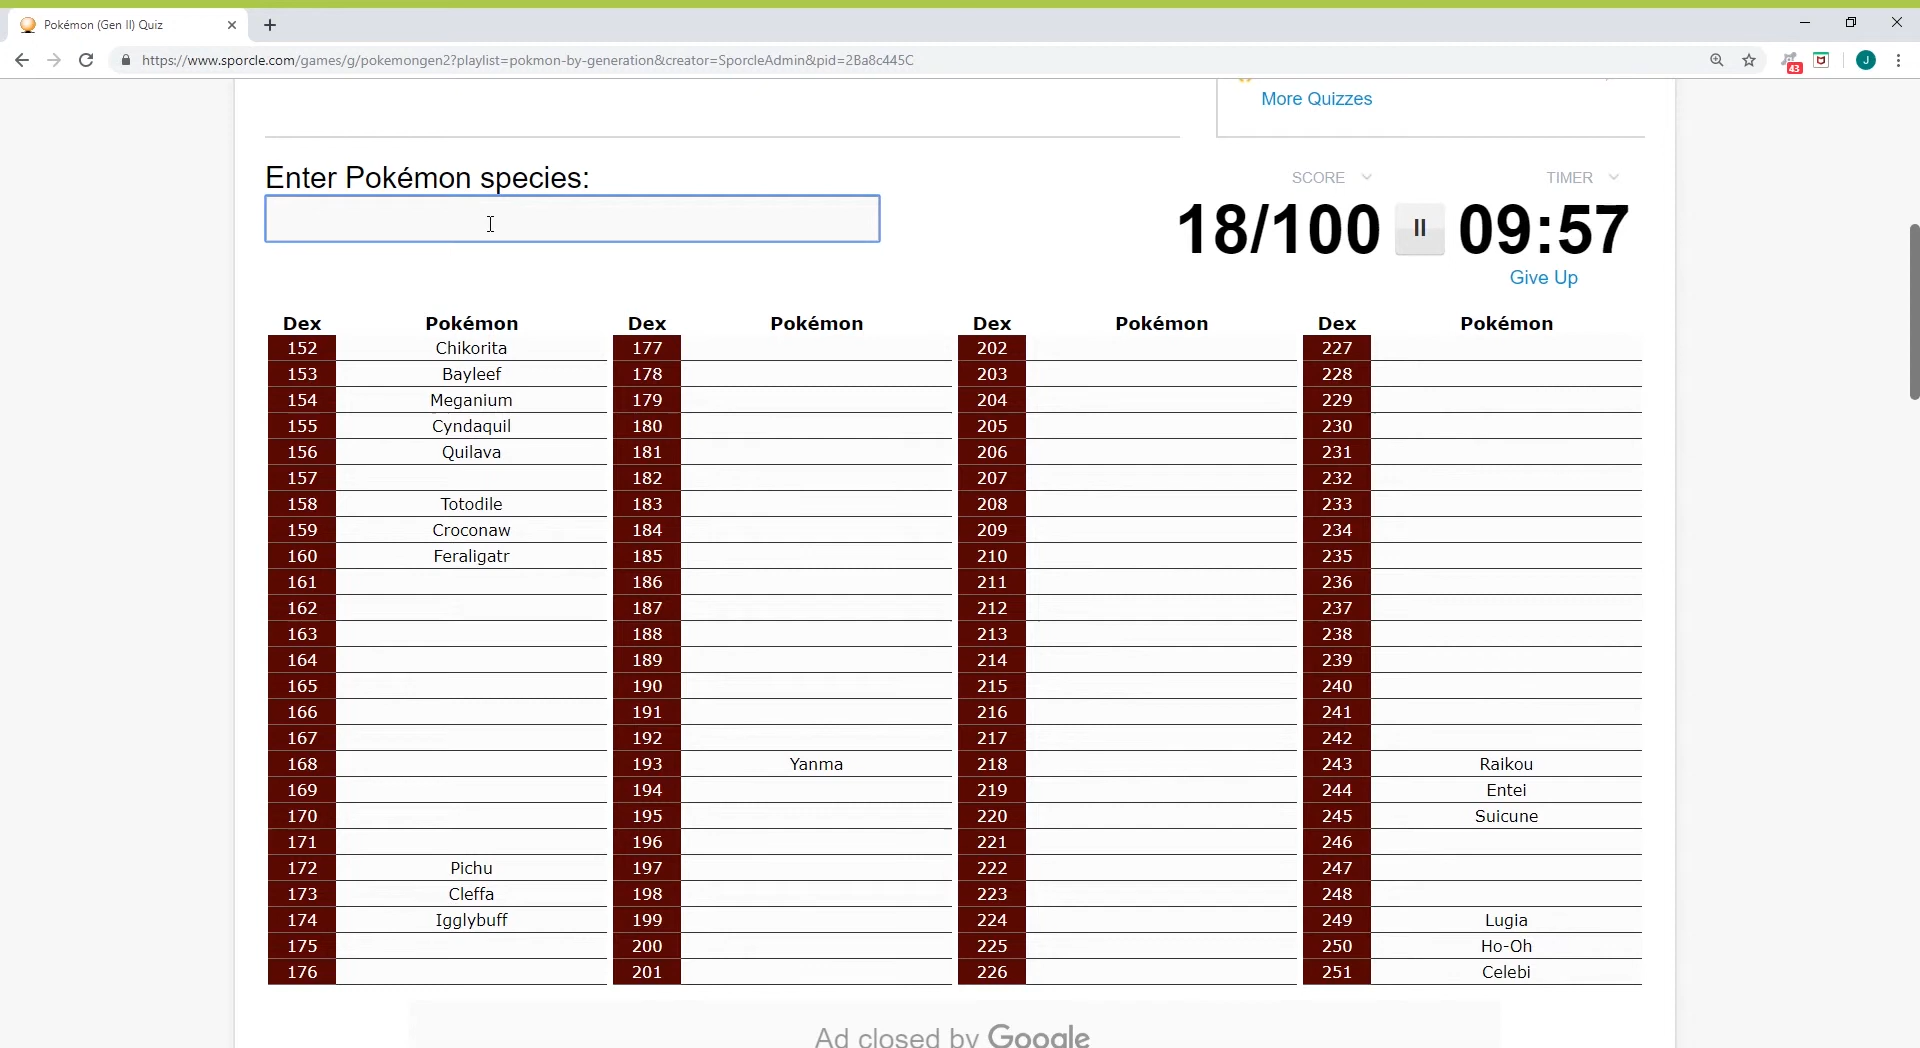 Pokémon (Gen II) Quiz
https://www.sporcle.com/games/g/pokemongen2?playlist=pokmon-by-generation&creator=SporcleAdmin&pid=2Ba8c445C
43
J
More Quizzes
Enter Pokémon species:
SCORE TIMER
18/100 09:57
Give Up
Dex Pokémon Dex Pokémon Dex Pokémon Dex Pokémon
152 Chikorita 177 202 227
153 Bayleef 178 203 228
154 Meganium 179 204 229
155 Cyndaquil 180 205 230
156 Quilava 181 206 231
157 182 207 232
158 Totodile 183 208 233
159 Croconaw 184 209 234
160 Feraligatr 185 210 235
161 186 211 236
162 187 212 237
163 188 213 238
164 189 214 239
165 190 215 240
166 191 216 241
167 192 217 242
168 193 Yanma 218 243 Raikou
169 194 219 244 Entei
170 195 220 245 Suicune
171 196 221 246
172 Pichu 197 222 247
173 Cleffa 198 223 248
174 Igglybuff 199 224 249 Lugia
175 200 225 250 Ho-Oh
176 201 226 251 Celebi
Ad closed by Google